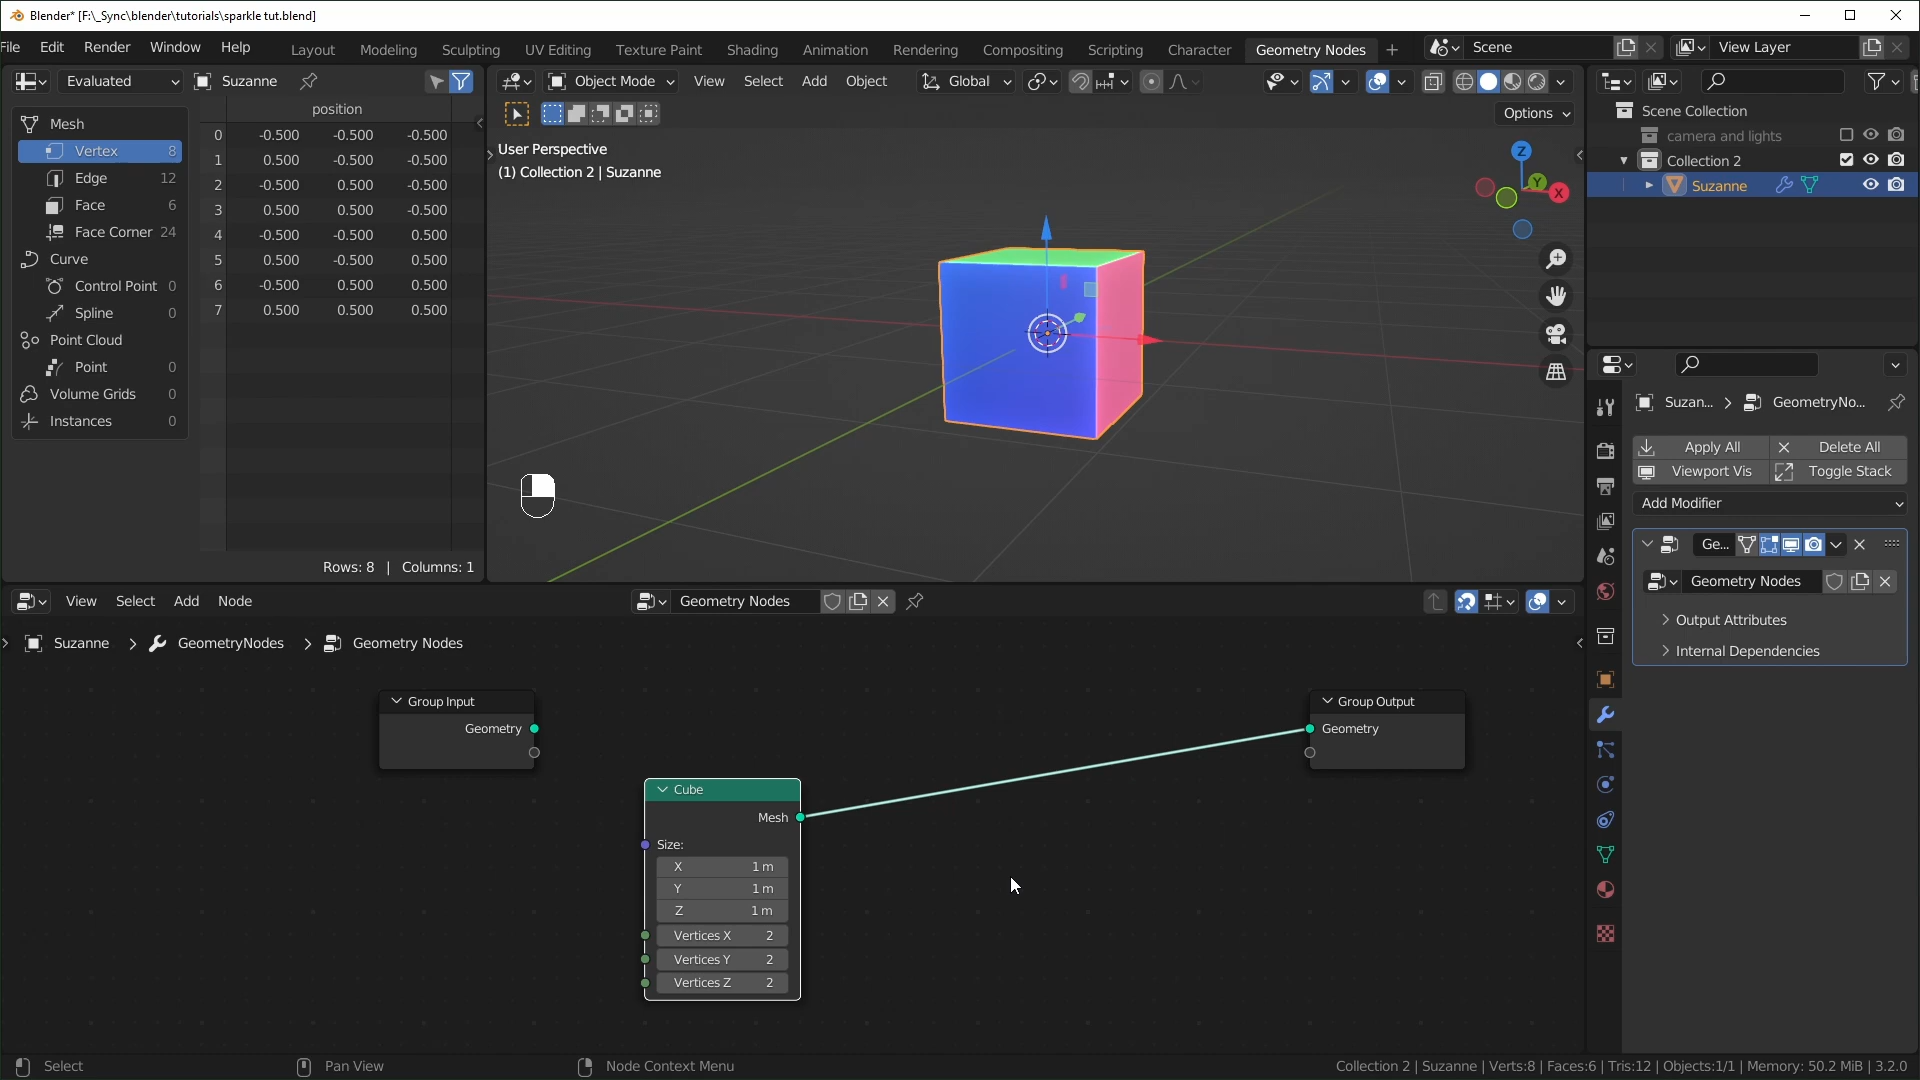 Blender* [F:\_Sync\blender\tutorials\sparkle tut.blend]
File Edit Render Window Help Layout Modeling Sculpting UV Editing Texture Paint Shading Animation Rendering Compositing Scripting Character Geometry Nodes + Scene View Layer
Evaluated Suzanne
Object Mode View Select Add Object Global
Options
position
0 -0.500 -0.500 -0.500
1 0.500 -0.500 -0.500
2 -0.500 0.500 -0.500
3 0.500 0.500 -0.500
4 -0.500 -0.500 0.500
5 0.500 -0.500 0.500
6 -0.500 0.500 0.500
7 0.500 0.500 0.500
Mesh
Vertex 8
Edge 12
Face 6
Face Corner 24
Curve
Control Point 0
Spline 0
Point Cloud
Point 0
Volume Grids 0
Instances 0
Rows: 8 | Columns: 1
User Perspective
(1) Collection 2 | Suzanne
Z
Y
X
Scene Collection
camera and lights
Collection 2
Suzanne
Suzan... > GeometryNo...
Apply All Delete All
Viewport Vis Toggle Stack
Add Modifier
Ge...
Geometry Nodes
Output Attributes
Internal Dependencies
View Select Add Node Geometry Nodes
Suzanne > GeometryNodes > Geometry Nodes
Group Input
Geometry
Cube
Mesh
Size:
X 1 m
Y 1 m
Z 1 m
Vertices X 2
Vertices Y 2
Vertices Z 2
Group Output
Geometry
Select Pan View Node Context Menu Collection 2 | Suzanne | Verts:8 | Faces:6 | Tris:12 | Objects:1/1 | Memory: 50.2 MiB | 3.2.0